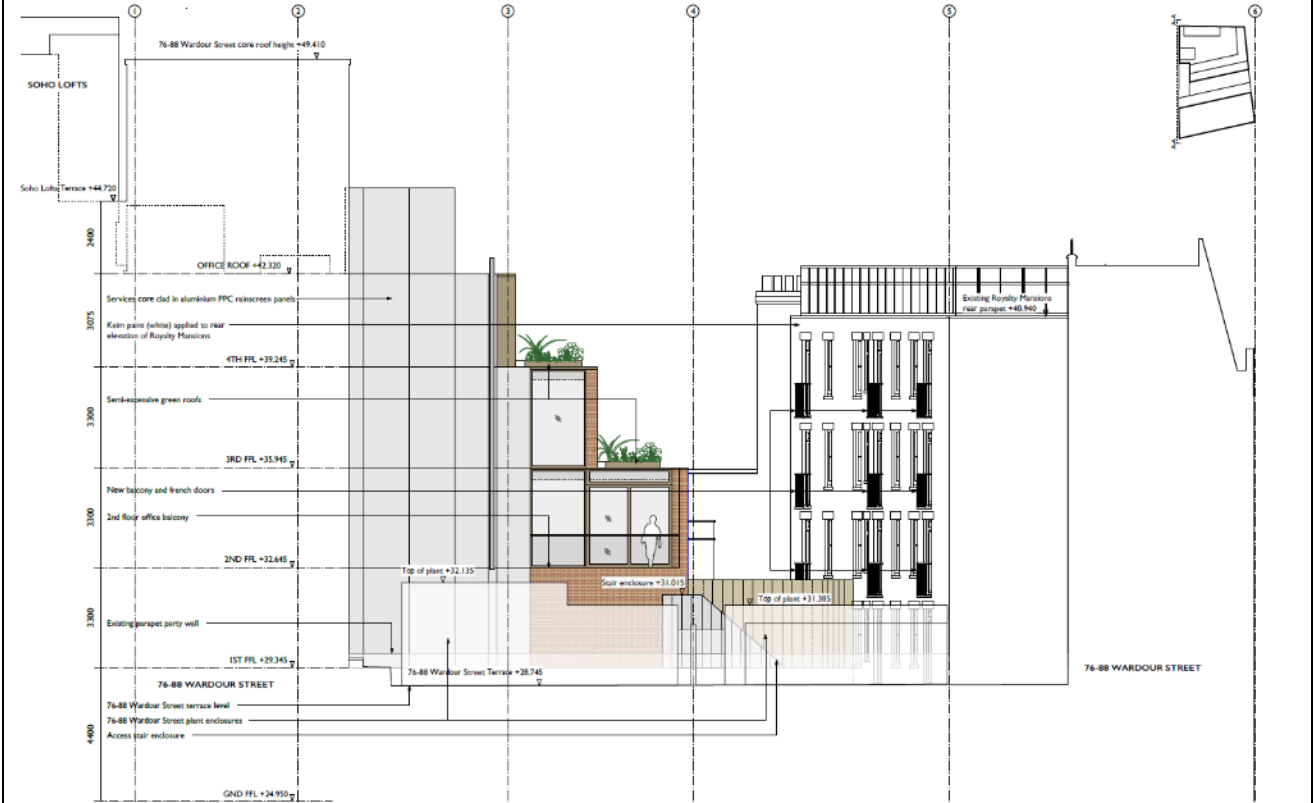 1
2
3
4
5
6
76-88 Wardour Street core roof height +49.410
SOHO LOFTS
Soho Lofts Terrace +44.720
2400
OFFICE ROOF +42.320
Services core clad in aluminium PPC rainscreen panels
3075
Keim paint (white) applied to rear
elevation of Royalty Mansions
Existing Royalty Mansions
rear parapet +40.940
4TH FFL +39.245
Semi-extensive green roofs
3300
3RD FFL +35.945
New balcony and french doors
3300
2nd floor office balcony
2ND FFL +32.645
Top of plant +32.135
Stair enclosure +31.015
Top of plant +31.385
3300
Existing parapet party wall
1ST FFL +29.345
76-88 Wardour Street Terrace +28.745
76-88 WARDOUR STREET
76-88 WARDOUR STREET
76-88 Wardour Street terrace level
76-88 Wardour Street plant enclosures
4400
Access stair enclosure
GND FFL +24.950